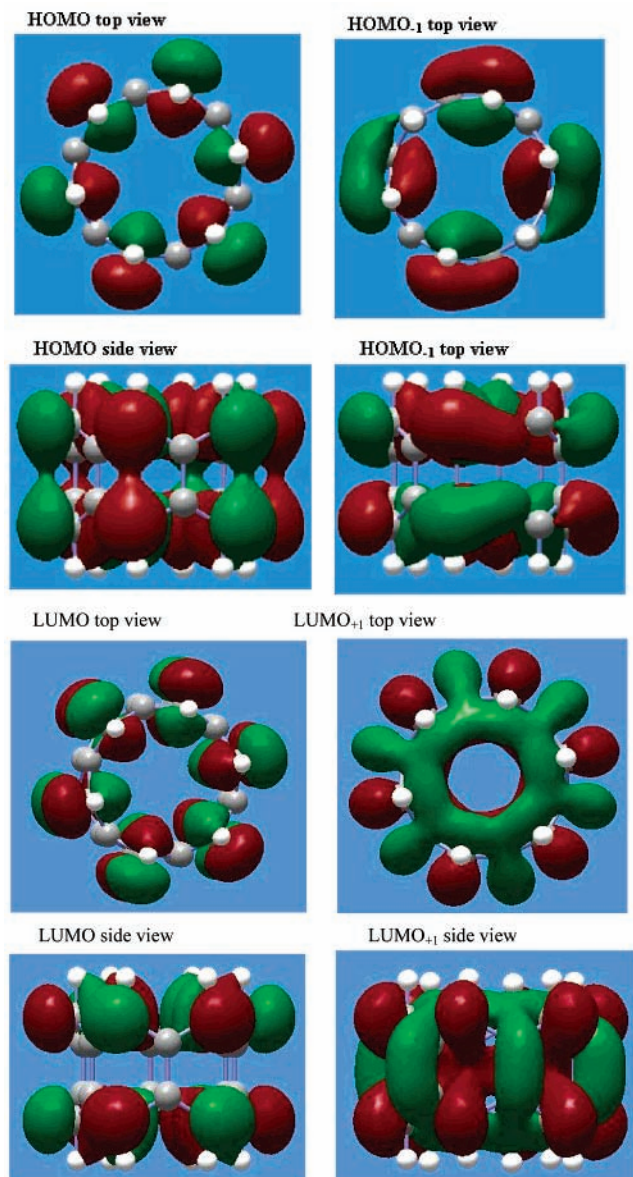 HOMO top view
HOMO-1 top view
HOMO side view
HOMO-1 top view
LUMO top view
LUMO+1 top view
LUMO side view
LUMO+1 side view